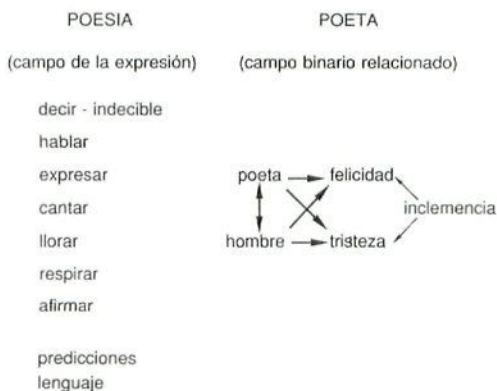 POESIA
(campo de la expresión)
decir - indecible
hablar
expresar
cantar
llorar
respirar
afirmar
predicciones
lenguaje
POETA
(campo binario relacionado)
poeta felicidad
inclemencia
hombre tristeza